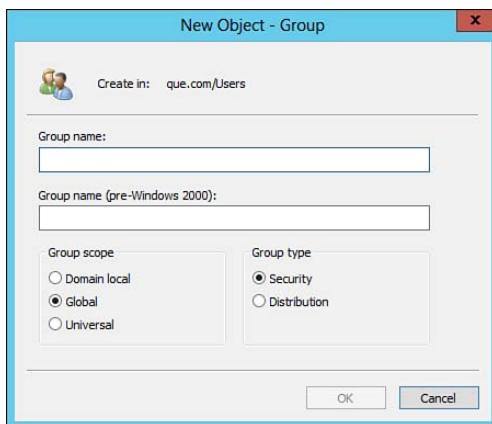 New Object - Group
x
Create in: que.com/Users
Group name:
Group name (pre-Windows 2000):
Group scope
Domain local
Global
Universal
Group type
Security
Distribution
OK
Cancel